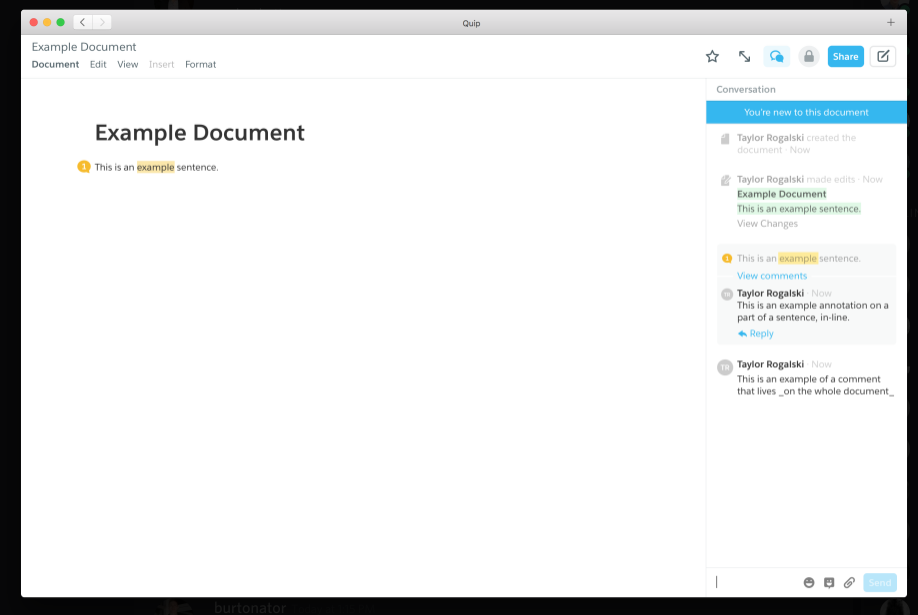 Quip
Example Document
Document Edit View Insert Format
Share
Conversation
You're new to this document
Example Document
1 This is an example sentence.
Taylor Rogalski created the
document · Now
Taylor Rogalski made edits · Now
Example Document
This is an example sentence.
View Changes
1 This is an example sentence.
View comments
TR Taylor Rogalski · Now
This is an example annotation on a
part of a sentence, in-line.
Reply
TR Taylor Rogalski · Now
This is an example of a comment
that lives _on the whole document_
Send
burtonator